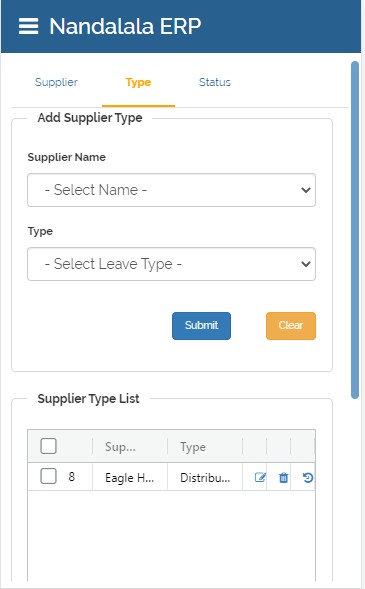 Nandalala ERP
Supplier Type Status
Add Supplier Type
Supplier Name
- Select Name -
Type
- Select Leave Type -
Submit Clear
Supplier Type List
Sup... Type
8 Eagle H... Distribu...